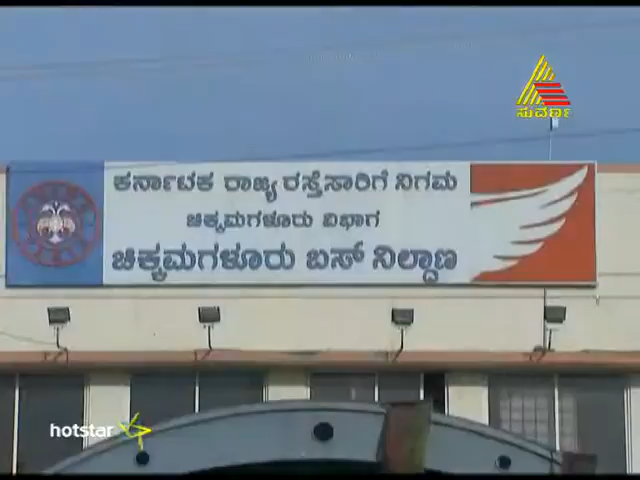 ಸುವರ್ಣ
ಕರ್ನಾಟಕ ರಾಜ್ಯ ರಸ್ತೆಸಾರಿಗೆ ನಿಗಮ
ಚಿಕ್ಕಮಗಳೂರು ವಿಭಾಗ
ಚಿಕ್ಕಮಗಳೂರು ಬಸ್ ನಿಲ್ದಾಣ
hotstar